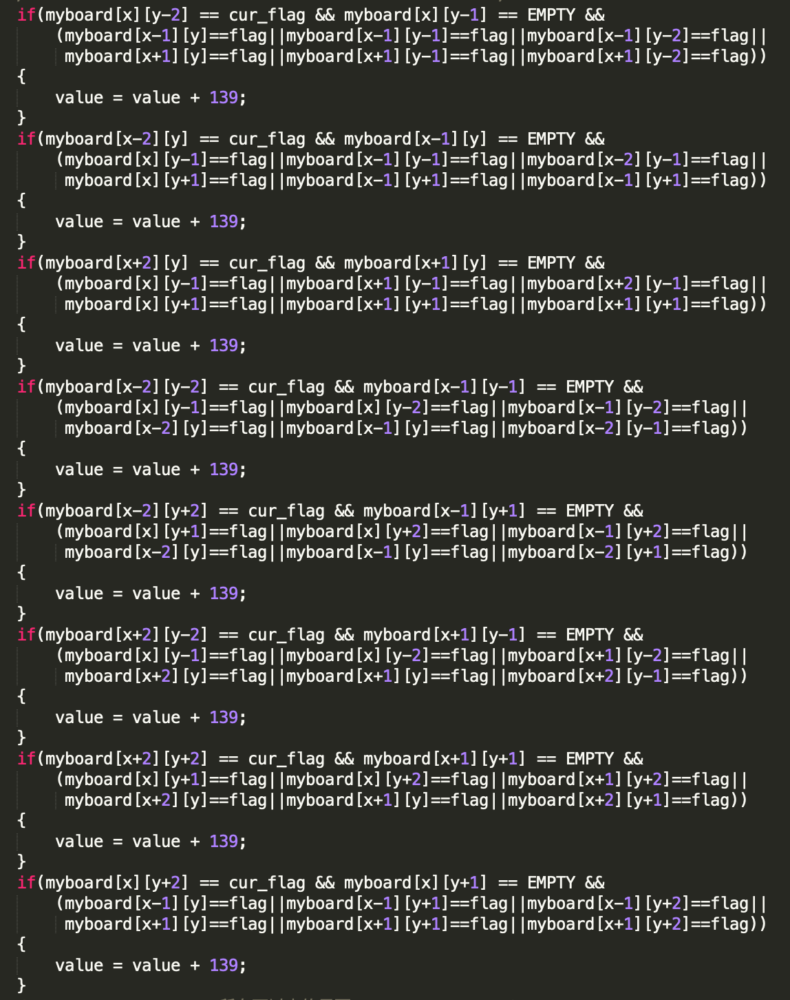 if(myboard[x][y-2] == cur_flag && myboard[x][y-1] == EMPTY &&
(myboard[x-1][y]==flag||myboard[x-1][y-1]==flag||myboard[x-1][y-2]==flag||
myboard[x+1][y]==flag||myboard[x+1][y-1]==flag||myboard[x+1][y-2]==flag))
{
value = value + 139;
}
if(myboard[x-2][y] == cur_flag && myboard[x-1][y] == EMPTY &&
(myboard[x][y-1]==flag||myboard[x-1][y-1]==flag||myboard[x-2][y-1]==flag||
myboard[x][y+1]==flag||myboard[x-1][y+1]==flag||myboard[x-1][y+1]==flag))
{
value = value + 139;
}
if(myboard[x+2][y] == cur_flag && myboard[x+1][y] == EMPTY &&
(myboard[x][y-1]==flag||myboard[x+1][y-1]==flag||myboard[x+2][y-1]==flag||
myboard[x][y+1]==flag||myboard[x+1][y+1]==flag||myboard[x+1][y+1]==flag))
{
value = value + 139;
}
if(myboard[x-2][y-2] == cur_flag && myboard[x-1][y-1] == EMPTY &&
(myboard[x][y-1]==flag||myboard[x][y-2]==flag||myboard[x-1][y-2]==flag||
myboard[x-2][y]==flag||myboard[x-1][y]==flag||myboard[x-2][y-1]==flag))
{
value = value + 139;
}
if(myboard[x-2][y+2] == cur_flag && myboard[x-1][y+1] == EMPTY &&
(myboard[x][y+1]==flag||myboard[x][y+2]==flag||myboard[x-1][y+2]==flag||
myboard[x-2][y]==flag||myboard[x-1][y]==flag||myboard[x-2][y+1]==flag))
{
value = value + 139;
}
if(myboard[x+2][y-2] == cur_flag && myboard[x+1][y-1] == EMPTY &&
(myboard[x][y-1]==flag||myboard[x][y-2]==flag||myboard[x+1][y-2]==flag||
myboard[x+2][y]==flag||myboard[x+1][y]==flag||myboard[x+2][y-1]==flag))
{
value = value + 139;
}
if(myboard[x+2][y+2] == cur_flag && myboard[x+1][y+1] == EMPTY &&
(myboard[x][y+1]==flag||myboard[x][y+2]==flag||myboard[x+1][y+2]==flag||
myboard[x+2][y]==flag||myboard[x+1][y]==flag||myboard[x+2][y+1]==flag))
{
value = value + 139;
}
if(myboard[x][y+2] == cur_flag && myboard[x][y+1] == EMPTY &&
(myboard[x-1][y]==flag||myboard[x-1][y+1]==flag||myboard[x-1][y+2]==flag||
myboard[x+1][y]==flag||myboard[x+1][y+1]==flag||myboard[x+1][y+2]==flag))
{
value = value + 139;
}